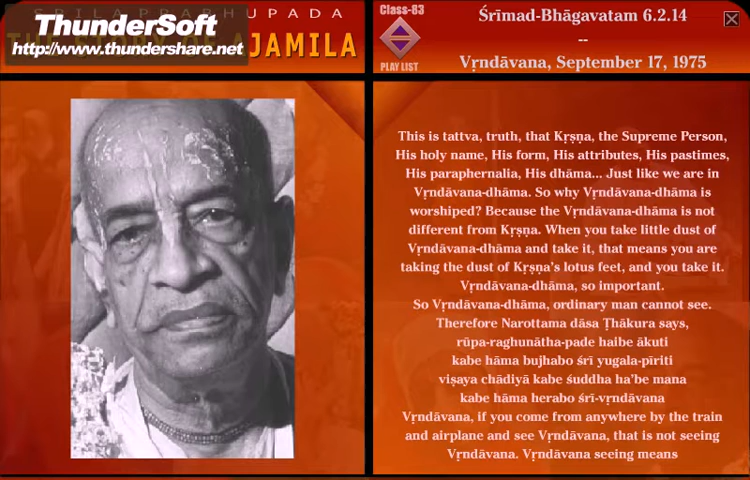 SRILA PRABHUPADA
THE STORY OF AJAMILA
ThunderSoft
http://www.thundershare.net
Class-63
PLAY LIST
Śrīmad-Bhāgavatam 6.2.14
--
Vṛndāvana, September 17, 1975
This is tattva, truth, that Kṛṣṇa, the Supreme Person,
His holy name, His form, His attributes, His pastimes,
His paraphernalia, His dhāma... Just like we are in
Vṛndāvana-dhāma. So why Vṛndāvana-dhāma is
worshiped? Because the Vṛndāvana-dhāma is not
different from Kṛṣṇa. When you take little dust of
Vṛndāvana-dhāma and take it, that means you are
taking the dust of Kṛṣṇa's lotus feet, and you take it.
Vṛndāvana-dhāma, so important.
So Vṛndāvana-dhāma, ordinary man cannot see.
Therefore Narottama dāsa Ṭhākura says,
rūpa-raghunātha-pade haibe ākuti
kabe hāma bujhabo śrī yugala-pīriti
viṣaya chāḍiyā kabe śuddha ha'be mana
kabe hāma herabo śrī-vṛndāvana
Vṛndāvana, if you come from anywhere by the train
and airplane and see Vṛndāvana, that is not seeing
Vṛndāvana. Vṛndāvana seeing means